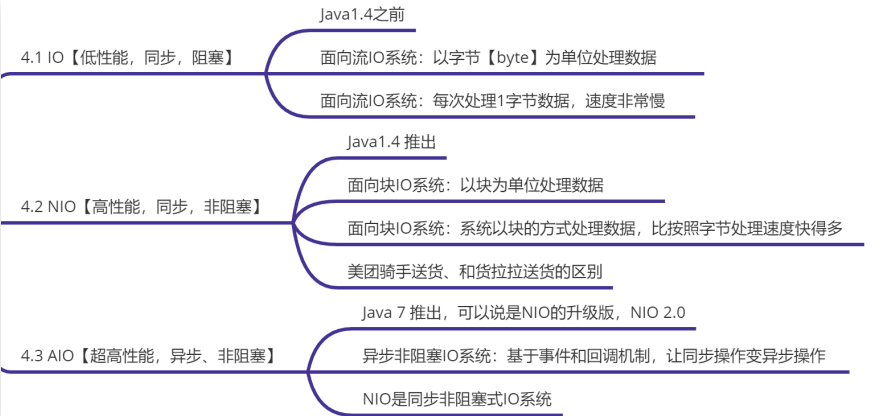 4.1 IO【低性能，同步，阻塞】
Java1.4之前
面向流IO系统：以字节【byte】为单位处理数据
面向流IO系统：每次处理1字节数据，速度非常慢
4.2 NIO【高性能，同步，非阻塞】
Java1.4 推出
面向块IO系统：以块为单位处理数据
面向块IO系统：系统以块的方式处理数据，比按照字节处理速度快得多
美团骑手送货、和货拉拉送货的区别
4.3 AIO【超高性能，异步、非阻塞】
Java 7 推出，可以说是NIO的升级版，NIO 2.0
异步非阻塞IO系统：基于事件和回调机制，让同步操作变异步操作
NIO是同步非阻塞式IO系统